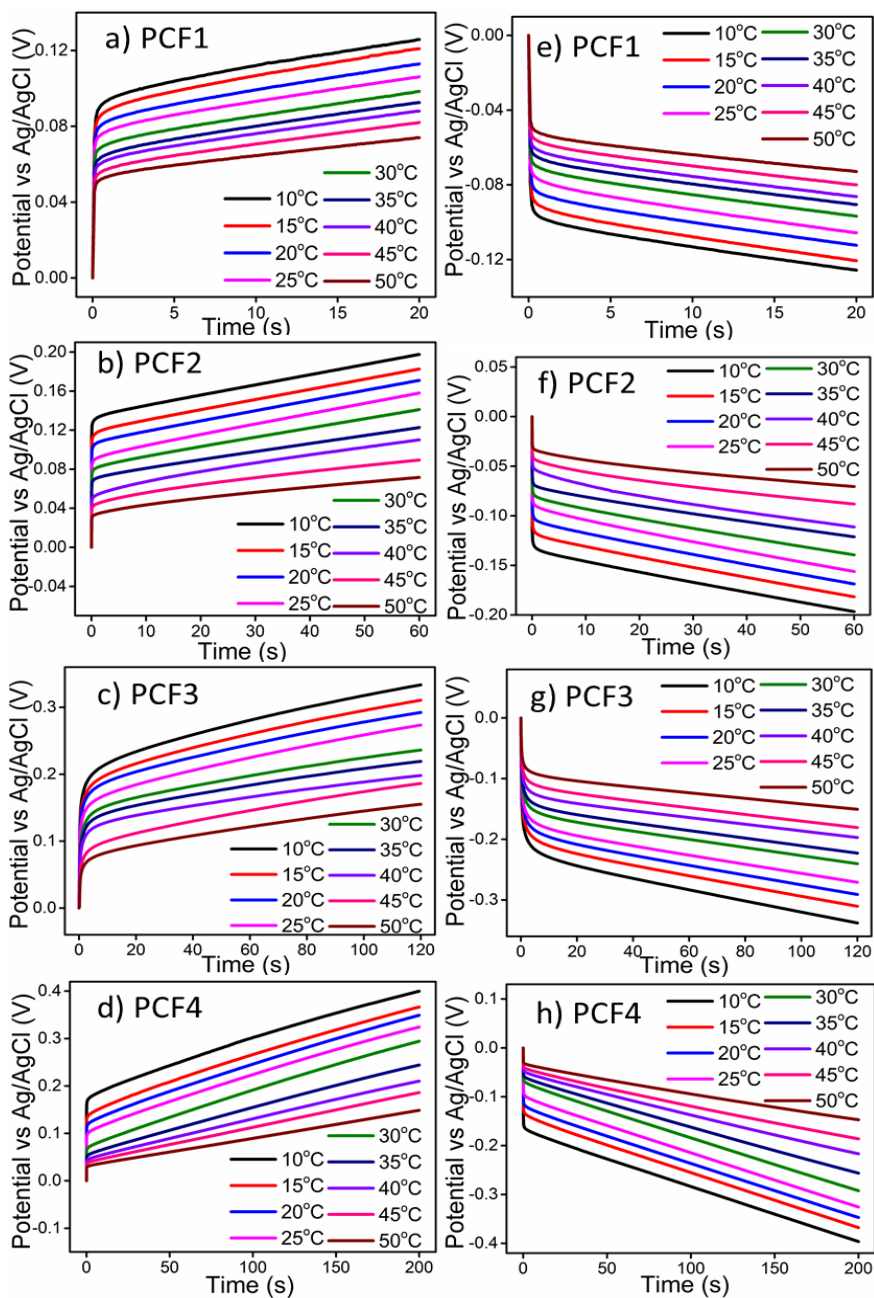 a) PCF1
Potential vs Ag/AgCl (V)
0.12
0.08
0.04
0.00
30°C
10°C 35°C
15°C 40°C
20°C 45°C
25°C 50°C
0 5 10 15 20
Time (s)
e) PCF1
Potential vs Ag/AgCl (V)
0.00
-0.04
-0.08
-0.12
10°C 30°C
15°C 35°C
20°C 40°C
25°C 45°C
50°C
0 5 10 15 20
Time (s)
b) PCF2
Potential vs Ag/AgCl (V)
0.20
0.16
0.12
0.08
0.04
0.00
-0.04
30°C
10°C 35°C
15°C 40°C
20°C 45°C
25°C 50°C
0 10 20 30 40 50 60
Time (s)
f) PCF2
Potential vs Ag/AgCl (V)
0.05
0.00
-0.05
-0.10
-0.15
-0.20
10°C 30°C
15°C 35°C
20°C 40°C
25°C 45°C
50°C
0 10 20 30 40 50 60
Time (s)
c) PCF3
Potential vs Ag/AgCl (V)
0.3
0.2
0.1
0.0
30°C
10°C 35°C
15°C 40°C
20°C 45°C
25°C 50°C
0 20 40 60 80 100 120
Time (s)
g) PCF3
Potential vs Ag/AgCl (V)
0.0
-0.1
-0.2
-0.3
10°C 30°C
15°C 35°C
20°C 40°C
25°C 45°C
50°C
0 20 40 60 80 100 120
Time (s)
d) PCF4
Potential vs Ag/AgCl (V)
0.4
0.3
0.2
0.1
0.0
-0.1
30°C
10°C 35°C
15°C 40°C
20°C 45°C
25°C 50°C
0 50 100 150 200
Time (s)
h) PCF4
Potential vs Ag/AgCl (V)
0.1
0.0
-0.1
-0.2
-0.3
-0.4
10°C 30°C
15°C 35°C
20°C 40°C
25°C 45°C
50°C
0 50 100 150 200
Time (s)